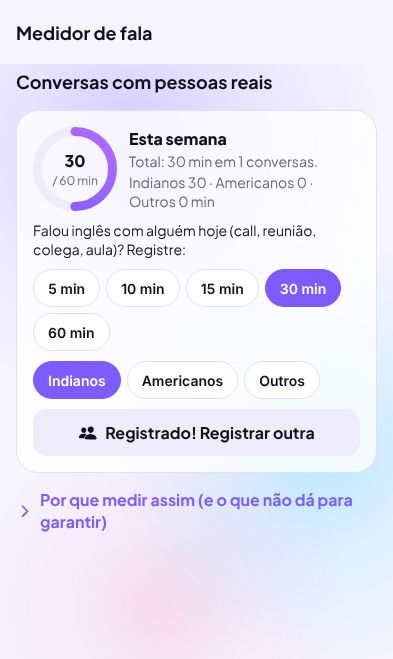 Medidor de fala
Conversas com pessoas reais
30
/ 60 min
Esta semana
Total: 30 min em 1 conversas.
Indianos 30 · Americanos 0 ·
Outros 0 min
Falou inglês com alguém hoje (call, reunião,
colega, aula)? Registre:
5 min
10 min
15 min
30 min
60 min
Indianos
Americanos
Outros
Registrado! Registrar outra
Por que medir assim (e o que não dá para
garantir)